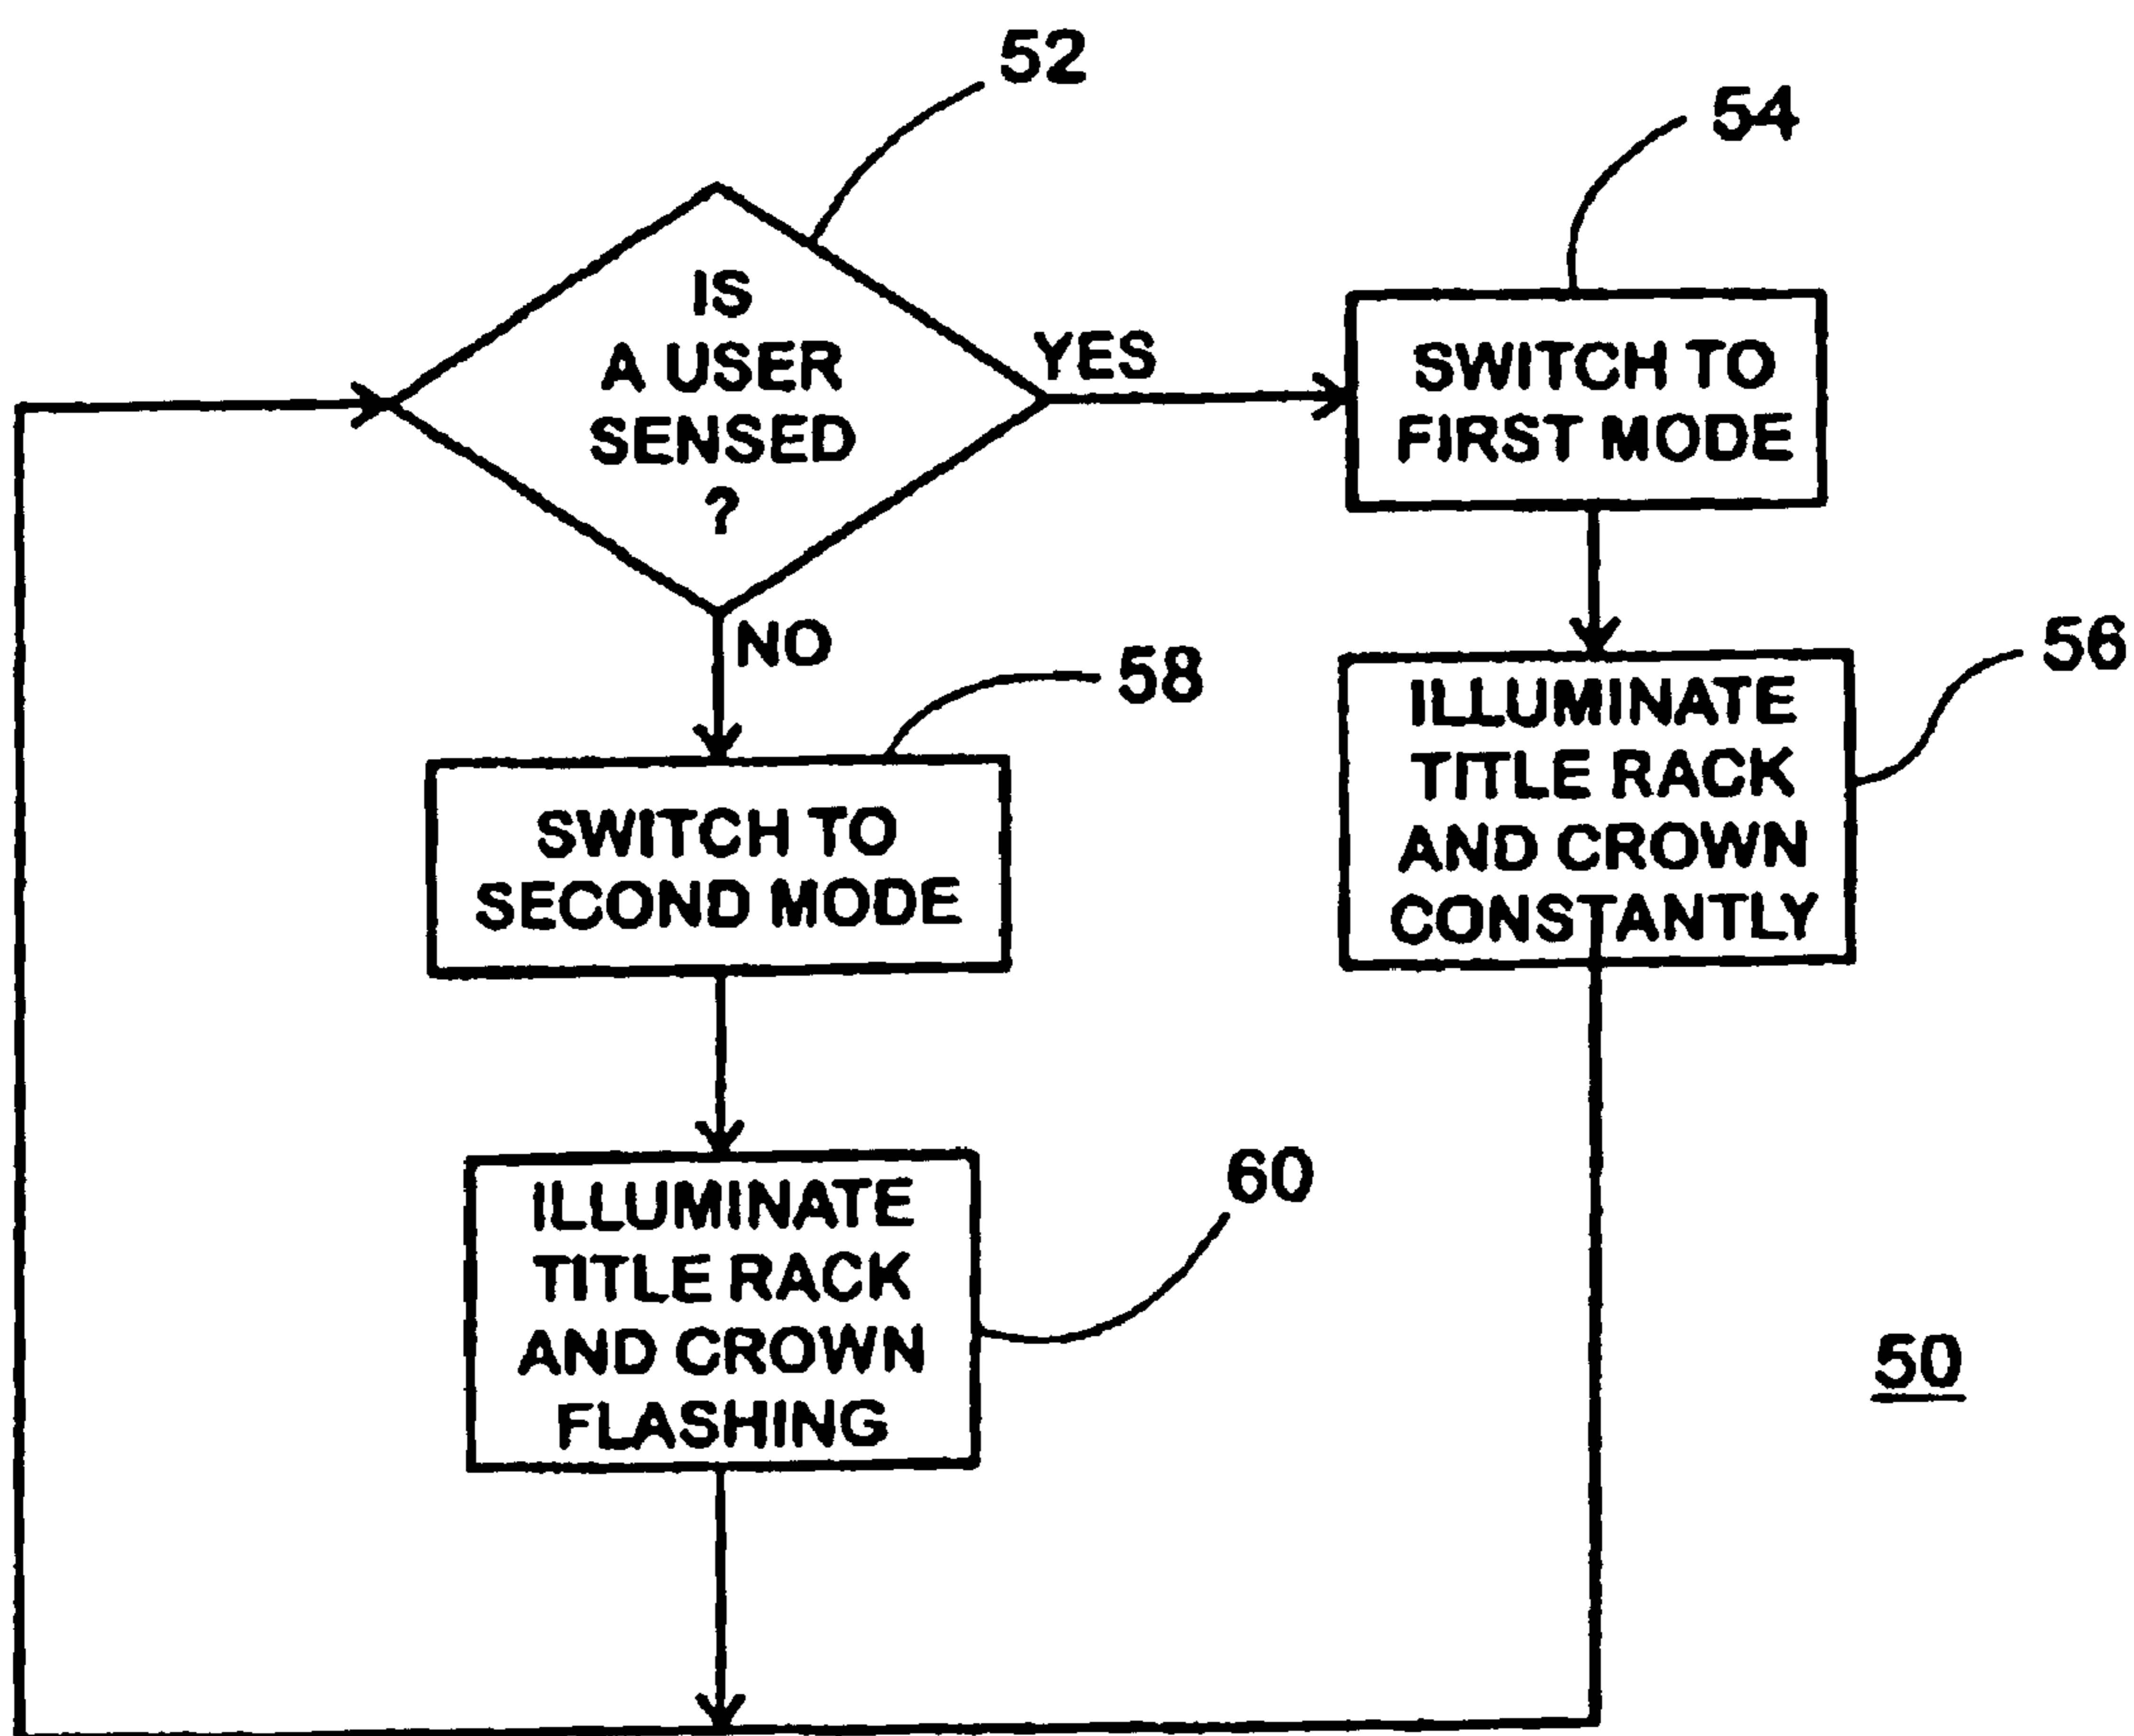 52
54
IS
A USER
SENSED
?
YES
SWITCH TO
FIRST MODE
NO
58
56
SWITCH TO
SECOND MODE
ILLUMINATE
TITLE RACK
AND CROWN
CONSTANTLY
60
ILLUMINATE
TITLE RACK
AND CROWN
FLASHING
50